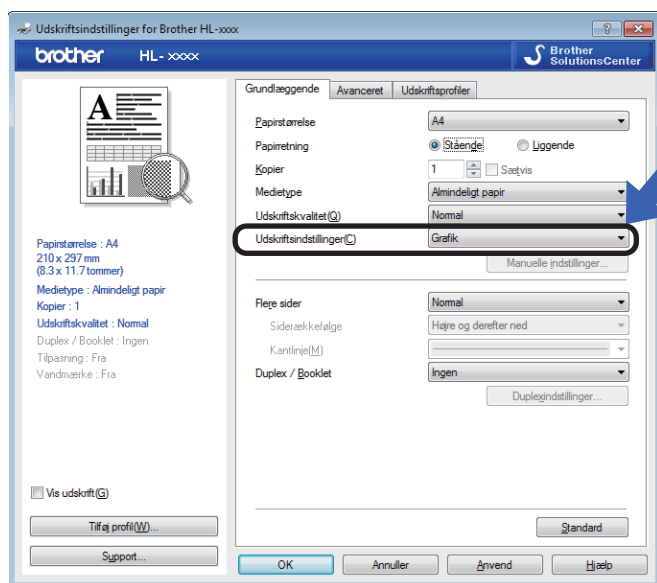 Udskriftsindstillinger for Brother HL-xxxx
brother HL- xxxx
Brother
SolutionsCenter
Grundlæggende Avanceret Udskriftsprofiler
Papirstørrelse A4
Papirretning Stående Liggende
Kopier 1 Sætvis
Medietype Almindeligt papir
Udskriftskvalitet(Q) Normal
Udskriftsindstillinger(C) Grafik
Manuelle indstillinger...
Flere sider Normal
Siderækkefølge Højre og derefter ned
Kantlinje(M)
Duplex / Booklet Ingen
Duplexindstillinger...
Standard
A
Papirstørrelse : A4
210 x 297 mm
(8.3 x 11.7 tommer)
Medietype : Almindeligt papir
Kopier : 1
Udskriftskvalitet : Normal
Duplex / Booklet : Ingen
Tilpasning : Fra
Vandmærke : Fra
Vis udskrift(G)
Tilføj profil(W)...
Support...
OK Annuller Anvend Hjælp